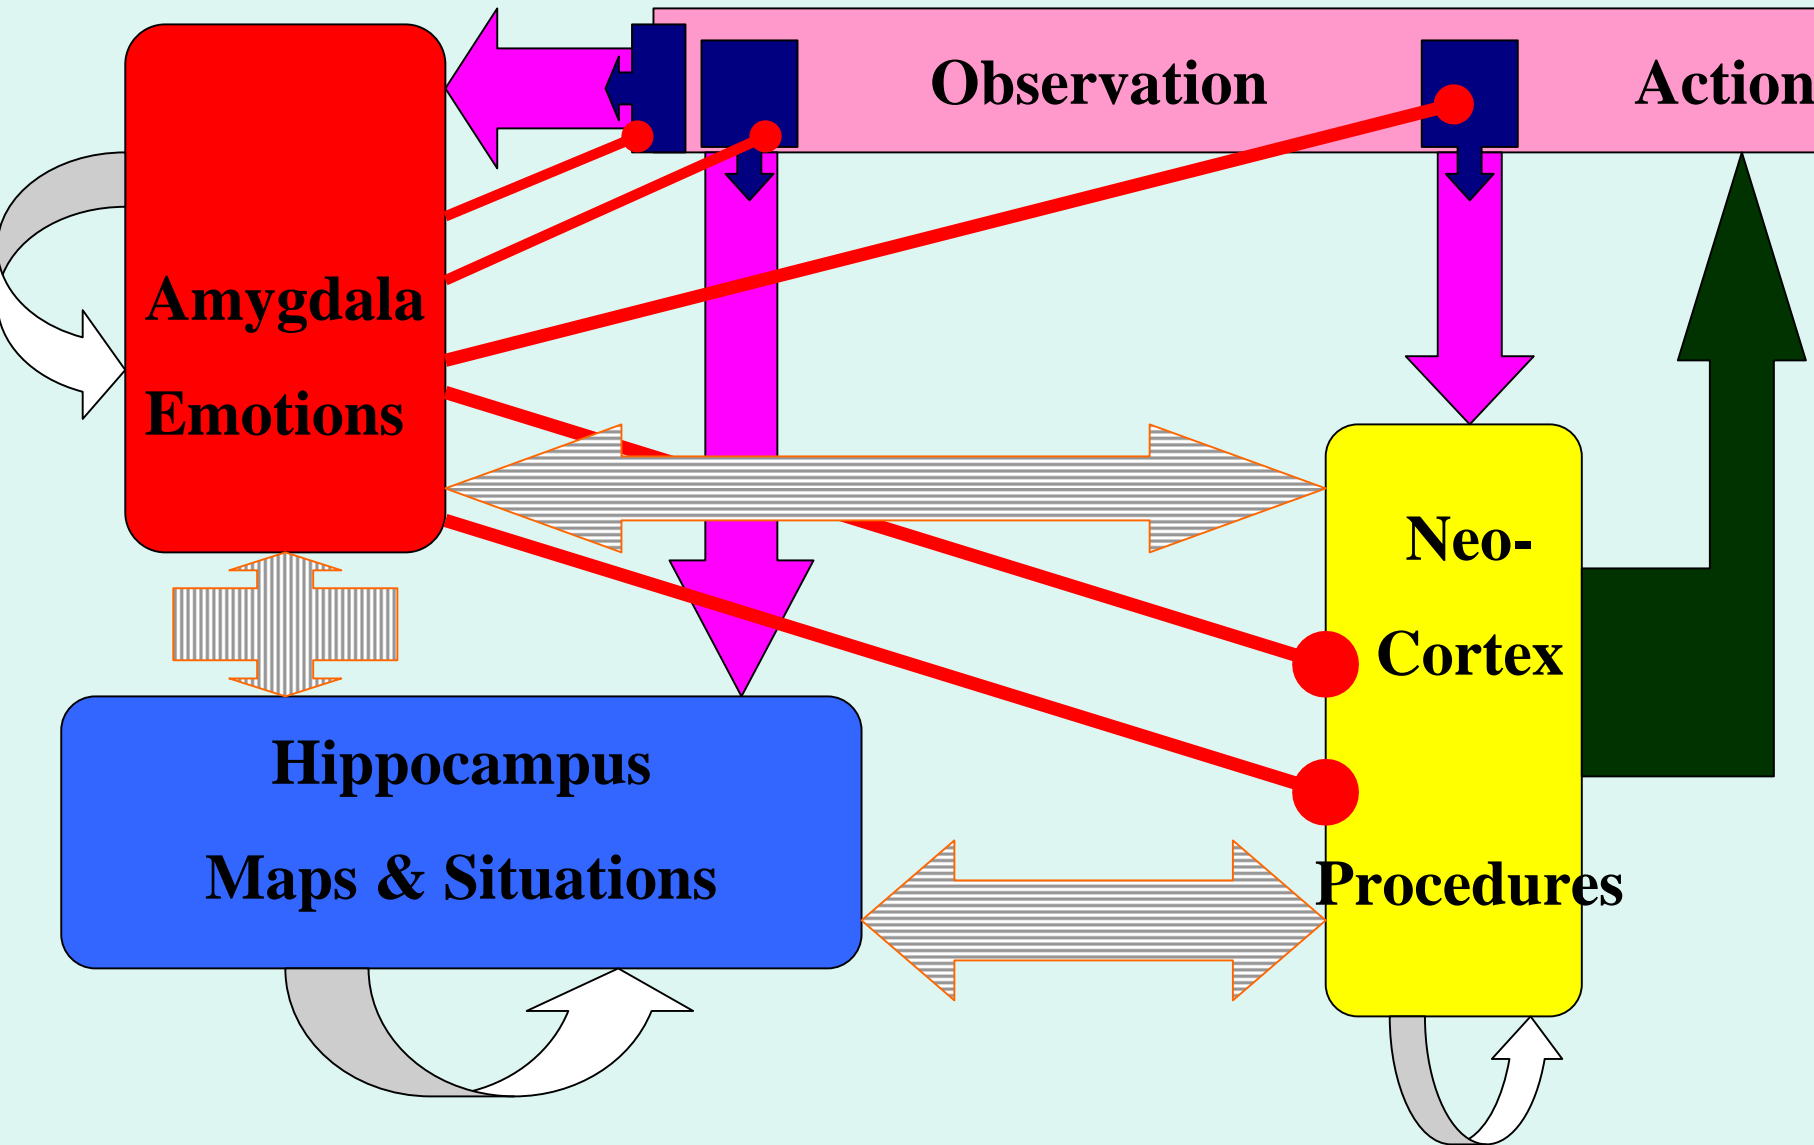 Observation
Action
Amygdala
Emotions
Neo-
Cortex
Procedures
Hippocampus
Maps & Situations